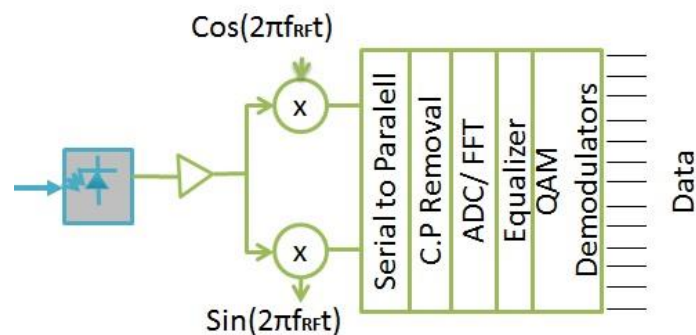 Cos(2πfRFt)
x
x
Sin(2πfRFt)
Serial to Paralell
C.P Removal
ADC/ FFT
Equalizer
QAM
Demodulators
Data